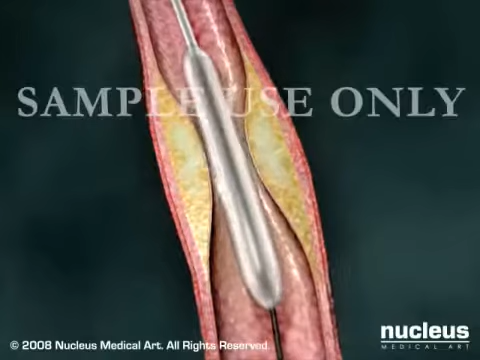 SAMPLE USE ONLY
© 2008 Nucleus Medical Art. All Rights Reserved.
nucleus
MEDICAL ART